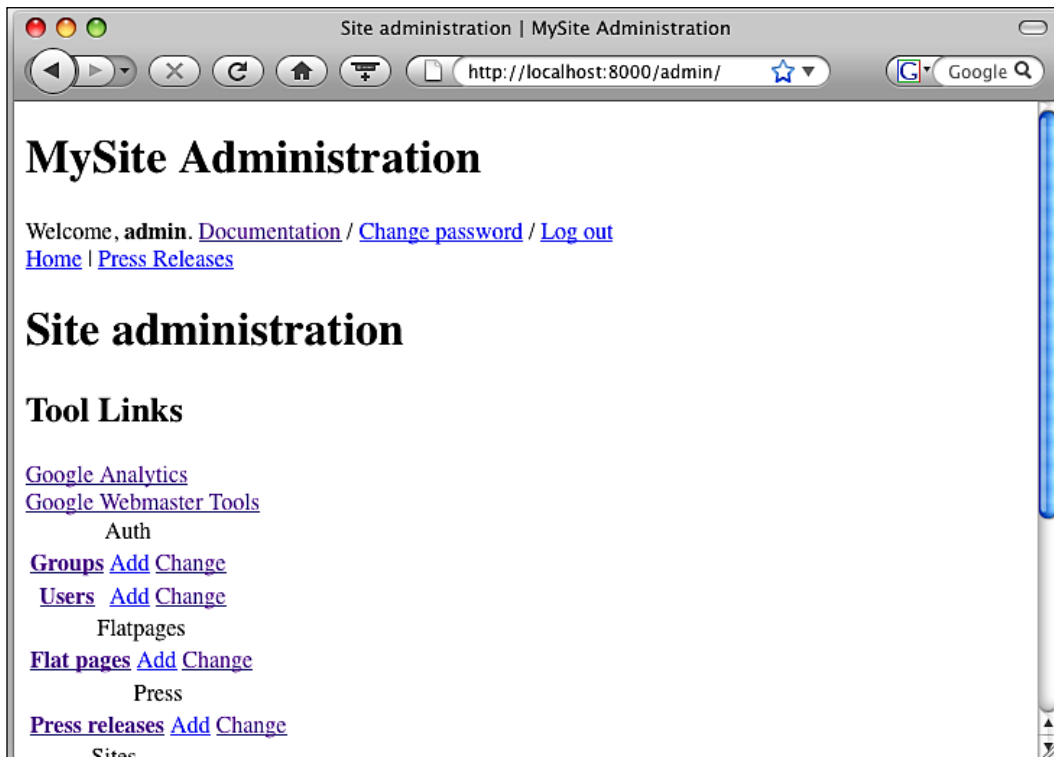 Site administration | MySite Administration
http://localhost:8000/admin/
G
Google
MySite Administration
Welcome, admin. Documentation / Change password / Log out
Home | Press Releases
Site administration
Tool Links
Google Analytics
Google Webmaster Tools
Auth
Groups Add Change
Users Add Change
Flatpages
Flat pages Add Change
Press
Press releases Add Change
Sites